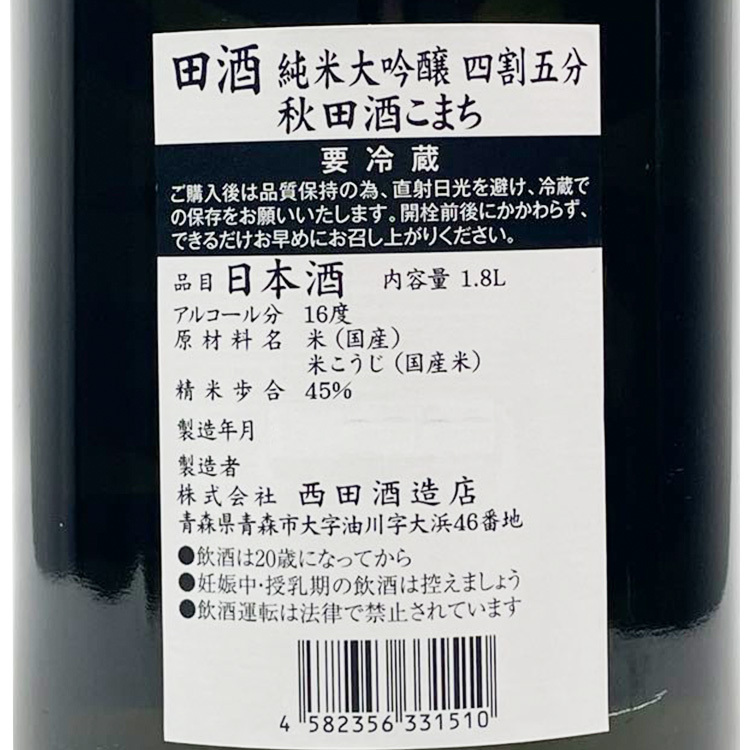 田酒 純米大吟醸 四割五分
秋田酒こまち
要冷蔵
ご購入後は品質保持の為、直射日光を避け、冷蔵で
の保存をお願いいたします。開栓前後にかかわらず、
できるだけお早めにお召し上がりください。
品目 日本酒 内容量 1.8L
アルコール分 16度
原材料名 米(国産)
米こうじ(国産米)
精米歩合 45%
製造年月
製造者
株式会社 西田酒造店
青森県青森市大字油川字大浜46番地
●飲酒は20歳になってから
●妊娠中・授乳期の飲酒は控えましょう
●飲酒運転は法律で禁止されています
4 582356 331510